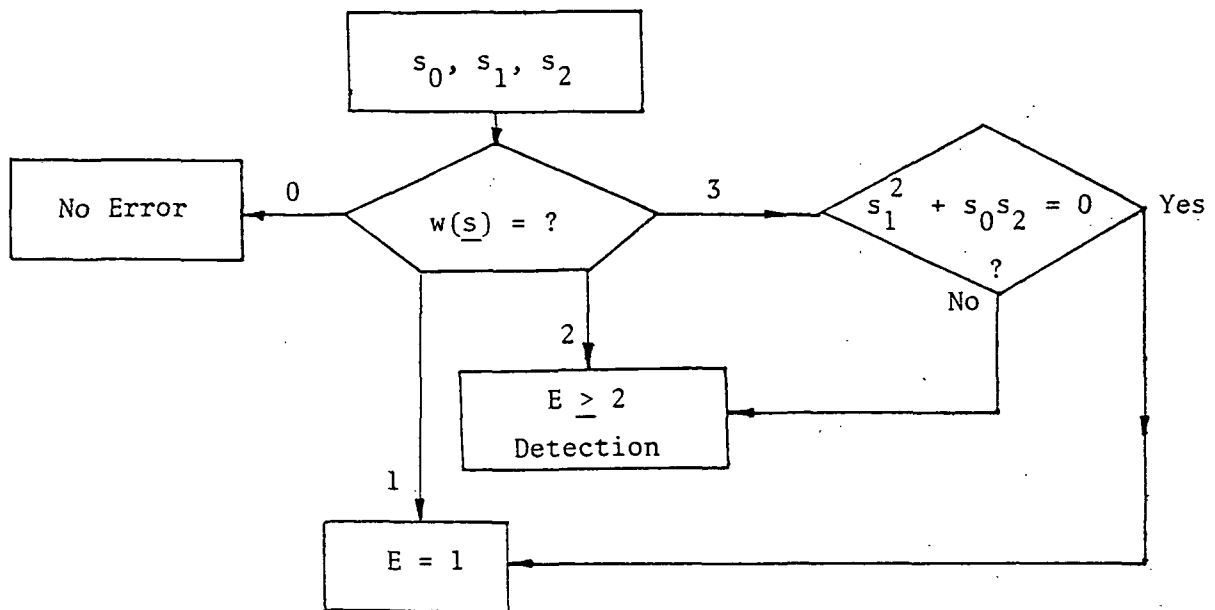 s₀, s₁, s₂
No Error
0
w(s̲) = ?
3
s₁² + s₀s₂ = 0
?
Yes
No
2
E ≥ 2
Detection
1
E = 1